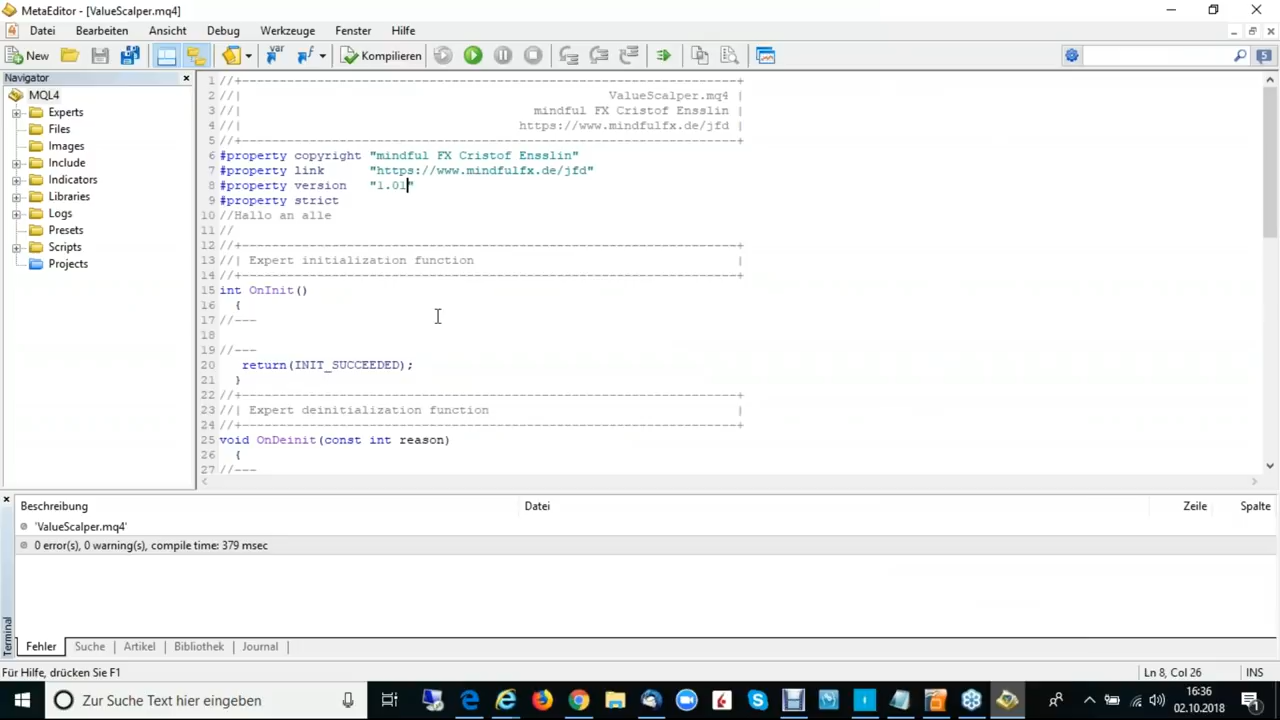 MetaEditor - [ValueScalper.mq4]
Datei Bearbeiten Ansicht Debug Werkzeuge Fenster Hilfe
New var f Kompilieren 5
Navigator
MQL4
Experts
Files
Images
Include
Indicators
Libraries
Logs
Presets
Scripts
Projects
1 //+------------------------------------------------------------------+
2 //| ValueScalper.mq4 |
3 //| mindful FX Cristof Ensslin |
4 //| https://www.mindfulfx.de/jfd |
5 //+------------------------------------------------------------------+
6 #property copyright "mindful FX Cristof Ensslin"
7 #property link "https://www.mindfulfx.de/jfd"
8 #property version "1.01"
9 #property strict
10 //Hallo an alle
11 //
12 //+------------------------------------------------------------------+
13 //| Expert initialization function |
14 //+------------------------------------------------------------------+
15 int OnInit()
16 {
17 //---
18
19 //---
20 return(INIT_SUCCEEDED);
21 }
22 //+------------------------------------------------------------------+
23 //| Expert deinitialization function |
24 //+------------------------------------------------------------------+
25 void OnDeinit(const int reason)
26 {
27 //---
Beschreibung Datei Zeile Spalte
'ValueScalper.mq4'
0 error(s), 0 warning(s), compile time: 379 msec
Terminal
Fehler Suche Artikel Bibliothek Journal
Für Hilfe, drücken Sie F1 Ln 8, Col 26 INS
Zur Suche Text hier eingeben
16:36
02.10.2018